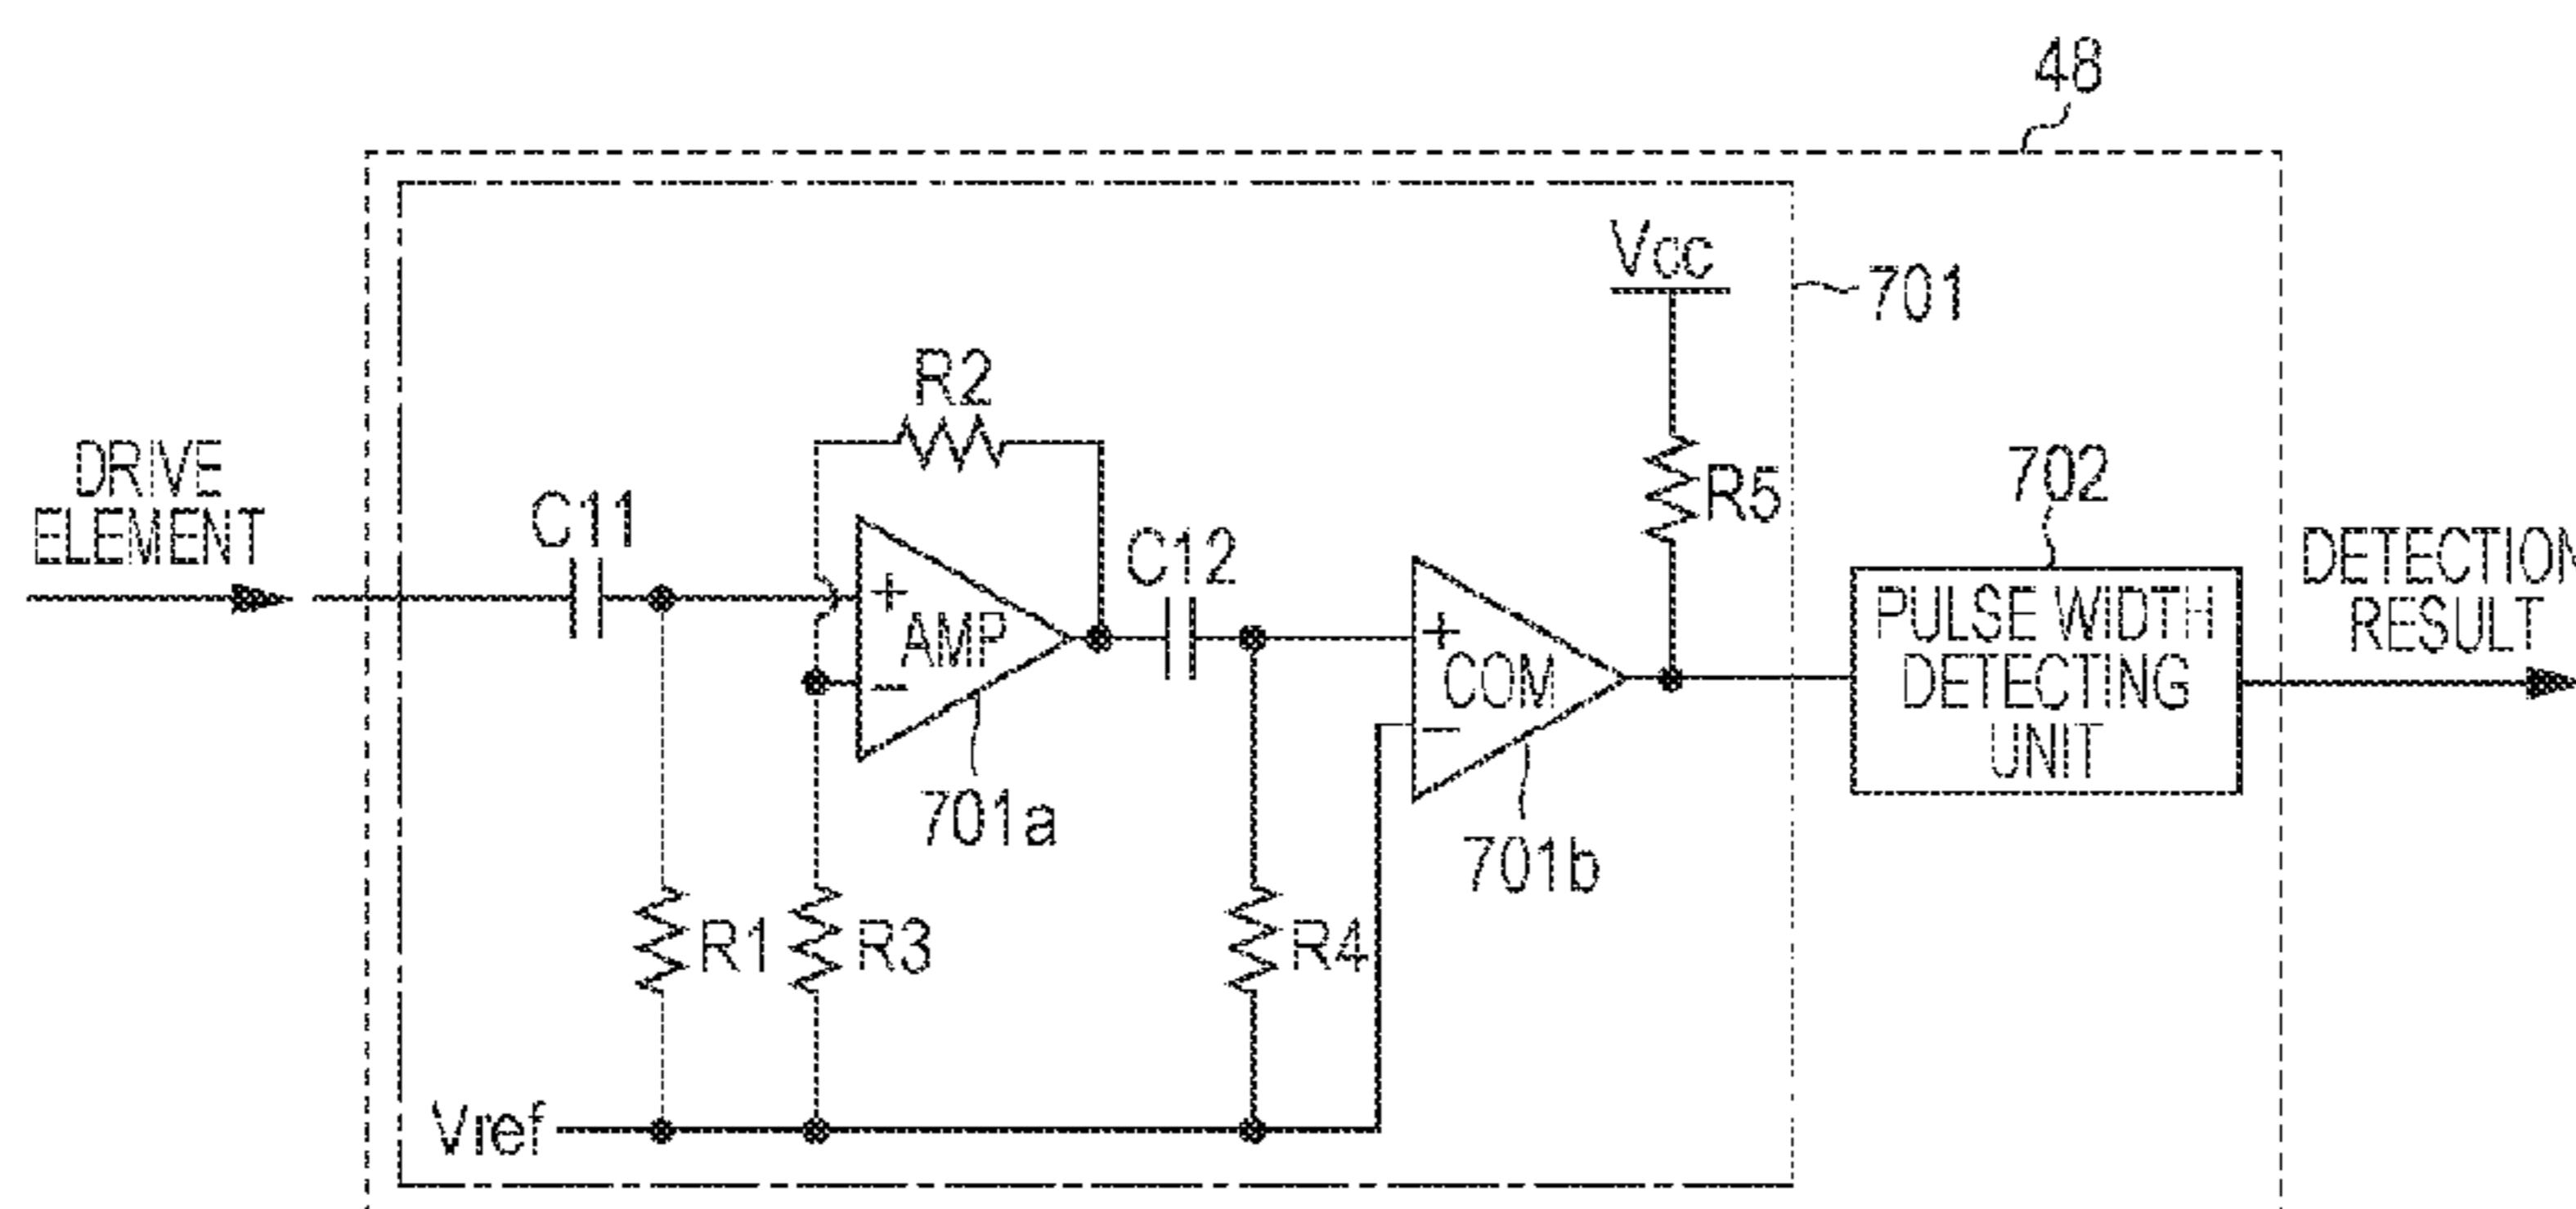 48
Vcc
701
R2
DRIVE
ELEMENT
C11
C12
R5
702
+
AMP
−
+
COM
−
PULSE WIDTH
DETECTING
UNIT
DETECTION
RESULT
701a
701b
R1
R3
R4
Vref